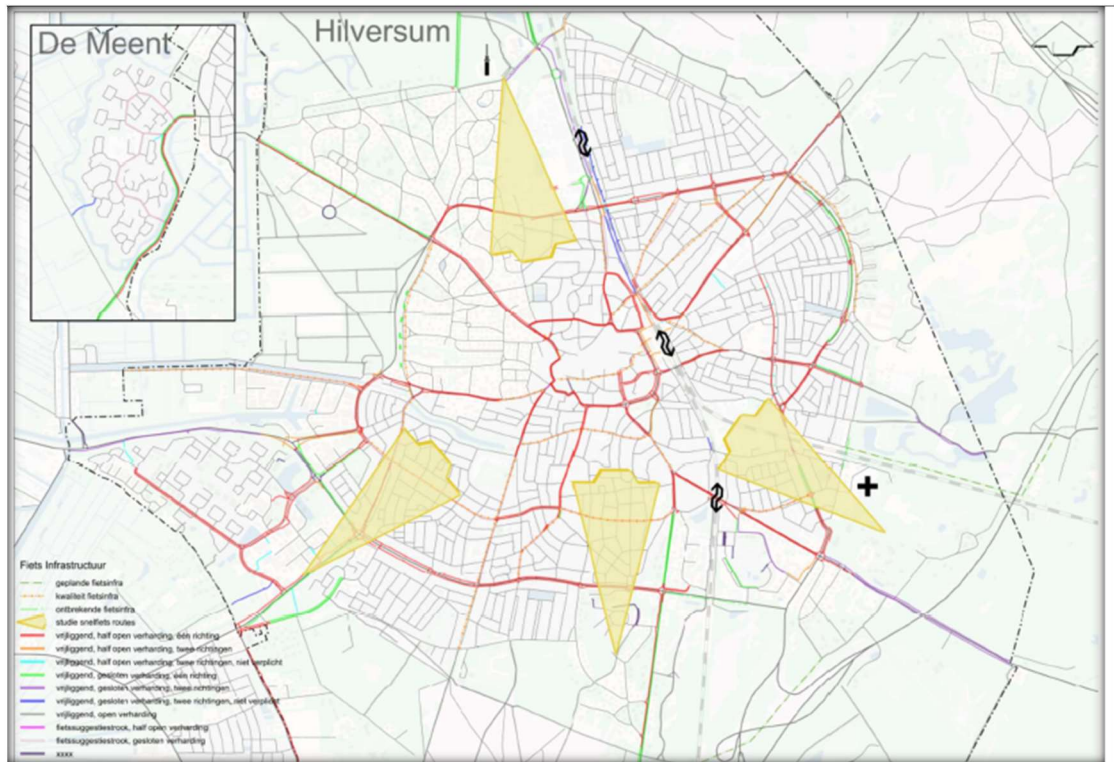 De Meent
Hilversum
Fiets Infrastructuur
geplande fietsinfra
kwaliteit fietsinfra
ontbrekende fietsinfra
studie snelfiets routes
vrijliggend, half open verharding, één richting
vrijliggend, half open verharding, twee richtingen
vrijliggend, half open verharding, twee richtingen, niet verplicht
vrijliggend, gesloten verharding, één richting
vrijliggend, gesloten verharding, twee richtingen
vrijliggend, gesloten verharding, twee richtingen, niet verplicht
vrijliggend, open verharding
fietssuggestiestrook, half open verharding
fietssuggestiestrook, gesloten verharding
xxxx